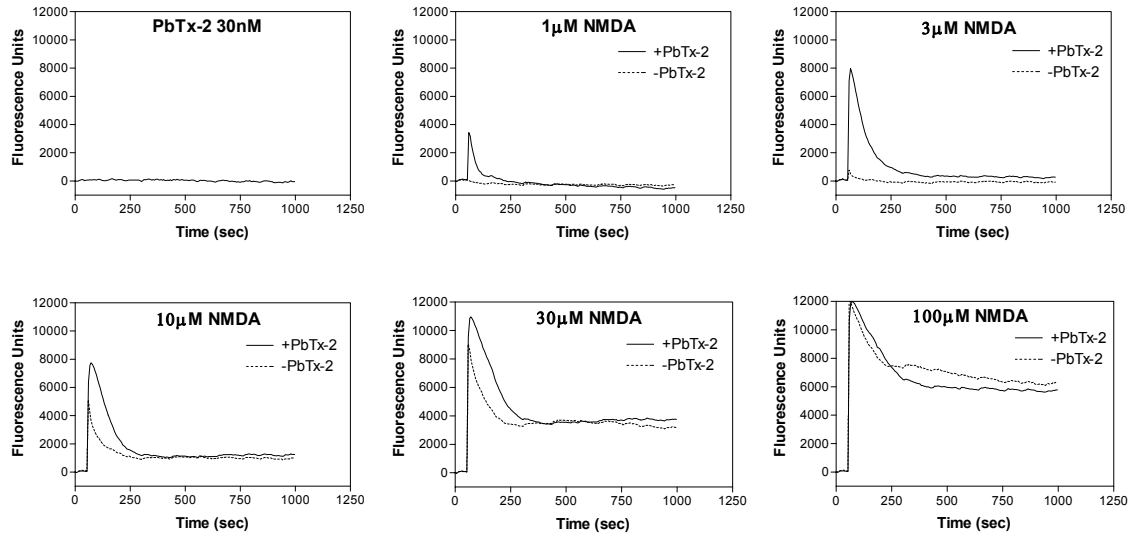 PbTx-2 30nM
12000
10000
8000
6000
4000
2000
0
0 250 500 750 1000 1250
Fluorescence Units
Time (sec)
1µM NMDA
+PbTx-2
-PbTx-2
12000
10000
8000
6000
4000
2000
0
0 250 500 750 1000 1250
Fluorescence Units
Time (sec)
3µM NMDA
+PbTx-2
-PbTx-2
12000
10000
8000
6000
4000
2000
0
0 250 500 750 1000 1250
Fluorescence Units
Time (sec)
10µM NMDA
+PbTx-2
-PbTx-2
12000
10000
8000
6000
4000
2000
0
0 250 500 750 1000 1250
Fluorescence Units
Time (sec)
30µM NMDA
+PbTx-2
-PbTx-2
12000
10000
8000
6000
4000
2000
0
0 250 500 750 1000 1250
Fluorescence Units
Time (sec)
100µM NMDA
+PbTx-2
-PbTx-2
12000
10000
8000
6000
4000
2000
0
0 250 500 750 1000 1250
Fluorescence Units
Time (sec)